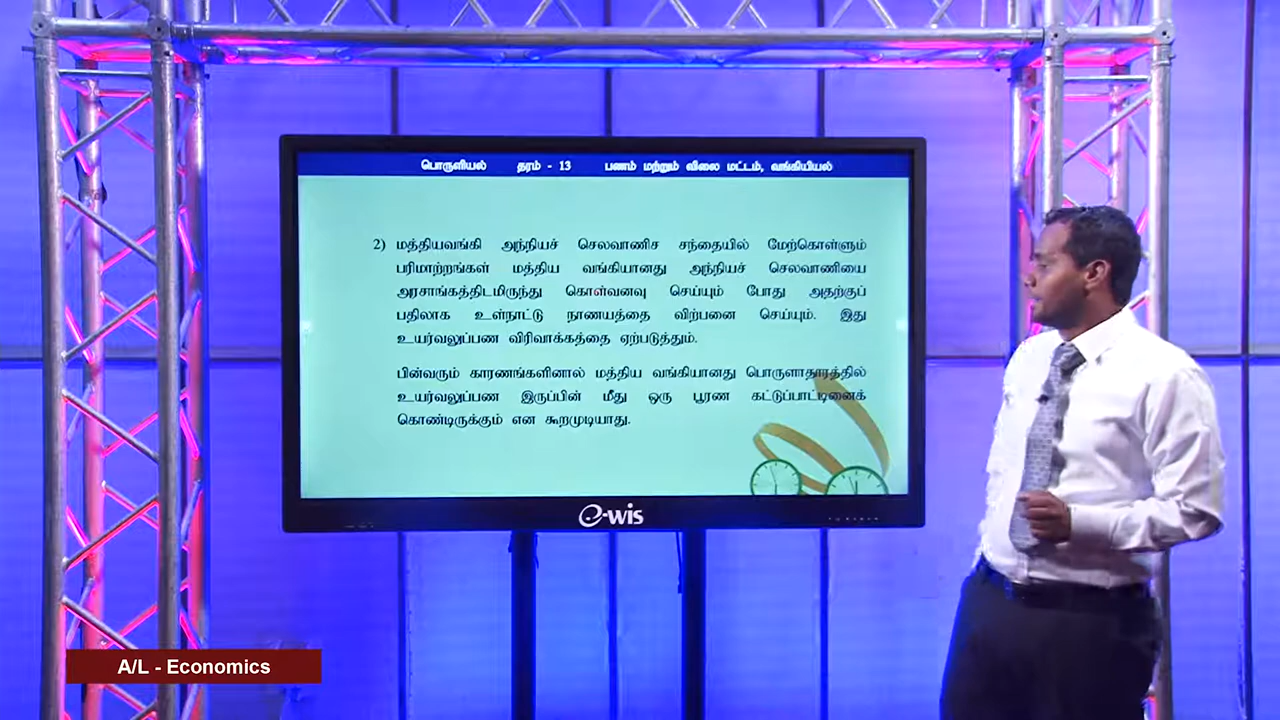 பொருளியல் தரம் - 13 பணம் மற்றும் விலை மட்டம், வங்கியியல்
2) மத்தியவங்கி அந்நியச் செலவாணிச சந்தையில் மேற்கொள்ளும்
பரிமாற்றங்கள் மத்திய வங்கியானது அந்நியச் செலவாணியை
அரசாங்கத்திடமிருந்து கொள்வனவு செய்யும் போது அதற்குப்
பதிலாக உள்நாட்டு நாணயத்தை விற்பனை செய்யும். இது
உயர்வலுப்பண விரிவாக்கத்தை ஏற்படுத்தும்.
பின்வரும் காரணங்களினால் மத்திய வங்கியானது பொருளாதாரத்தில்
உயர்வலுப்பண இருப்பின் மீது ஒரு பூரண கட்டுப்பாட்டினைக்
கொண்டிருக்கும் என கூறமுடியாது.
e-wis
A/L - Economics